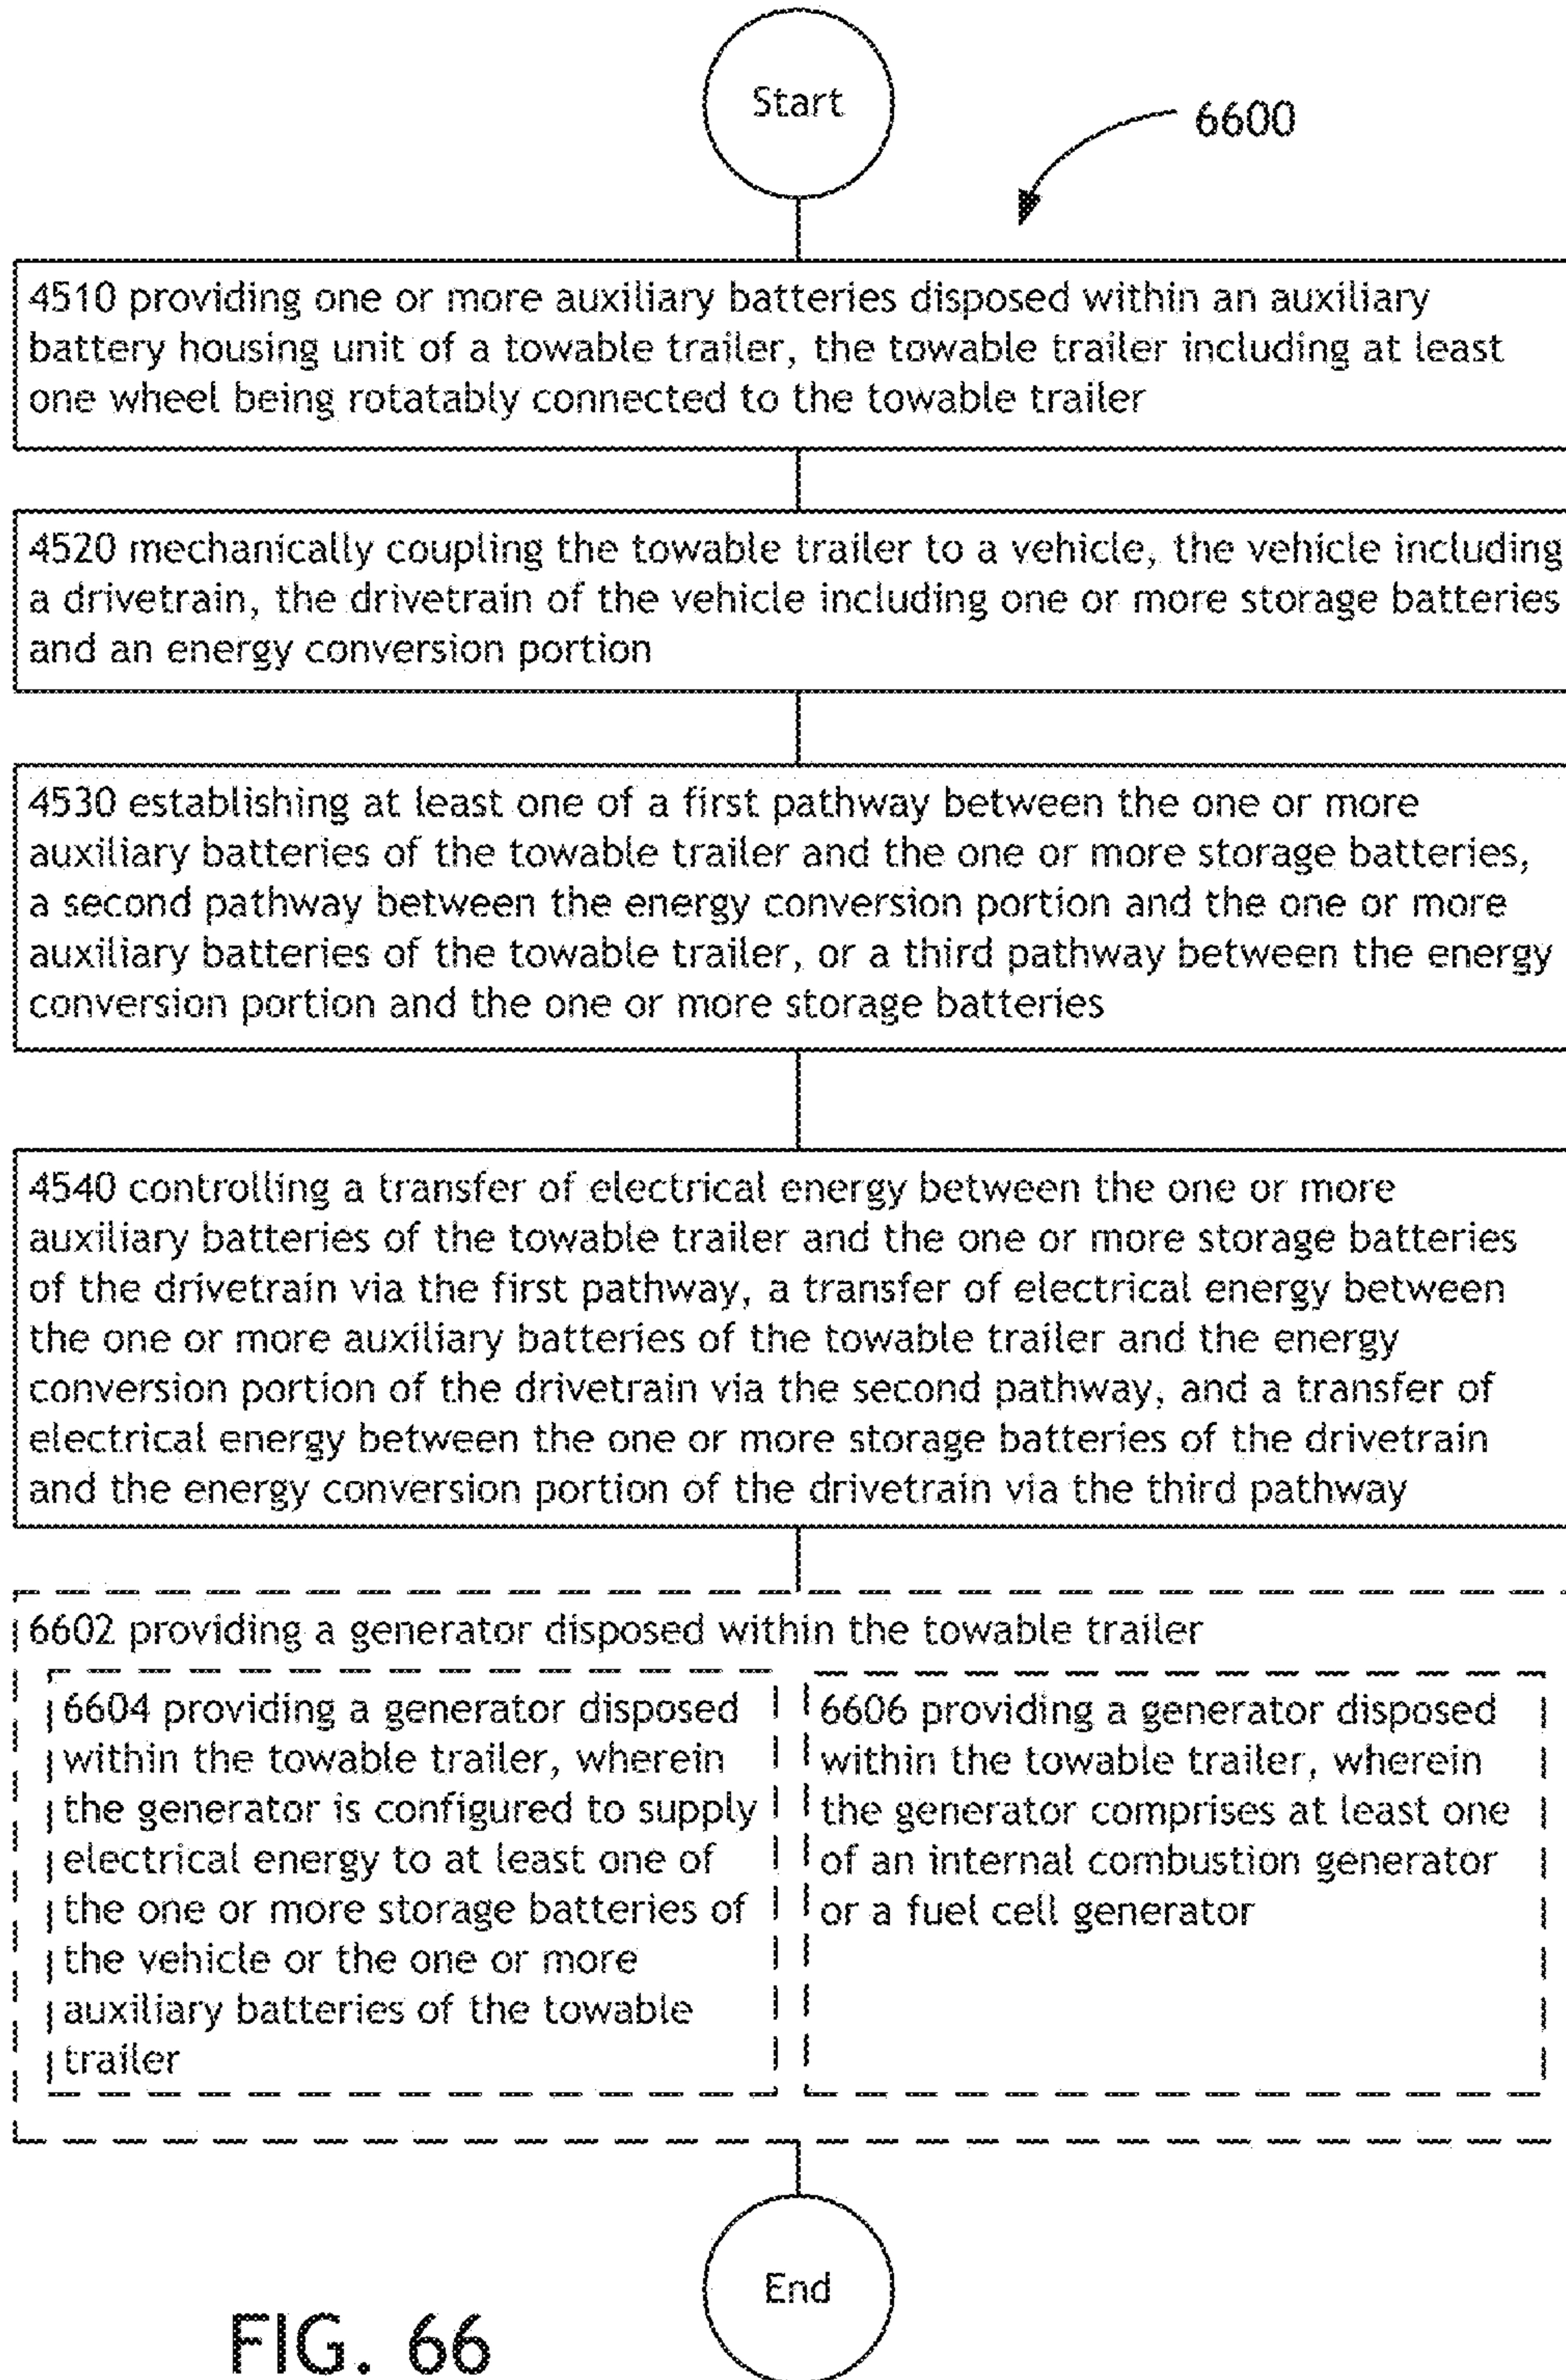 Start
6600
4510 providing one or more auxiliary batteries disposed within an auxiliary
battery housing unit of a towable trailer, the towable trailer including at least
one wheel being rotatably connected to the towable trailer
4520 mechanically coupling the towable trailer to a vehicle, the vehicle including
a drivetrain, the drivetrain of the vehicle including one or more storage batteries
and an energy conversion portion
4530 establishing at least one of a first pathway between the one or more
auxiliary batteries of the towable trailer and the one or more storage batteries,
a second pathway between the energy conversion portion and the one or more
auxiliary batteries of the towable trailer, or a third pathway between the energy
conversion portion and the one or more storage batteries
4540 controlling a transfer of electrical energy between the one or more
auxiliary batteries of the towable trailer and the one or more storage batteries
of the drivetrain via the first pathway, a transfer of electrical energy between
the one or more auxiliary batteries of the towable trailer and the energy
conversion portion of the drivetrain via the second pathway, and a transfer of
electrical energy between the one or more storage batteries of the drivetrain
and the energy conversion portion of the drivetrain via the third pathway
6602 providing a generator disposed within the towable trailer
6604 providing a generator disposed
within the towable trailer, wherein
the generator is configured to supply
electrical energy to at least one of
the one or more storage batteries of
the vehicle or the one or more
auxiliary batteries of the towable
trailer
6606 providing a generator disposed
within the towable trailer, wherein
the generator comprises at least one
of an internal combustion generator
or a fuel cell generator
End
FIG. 66